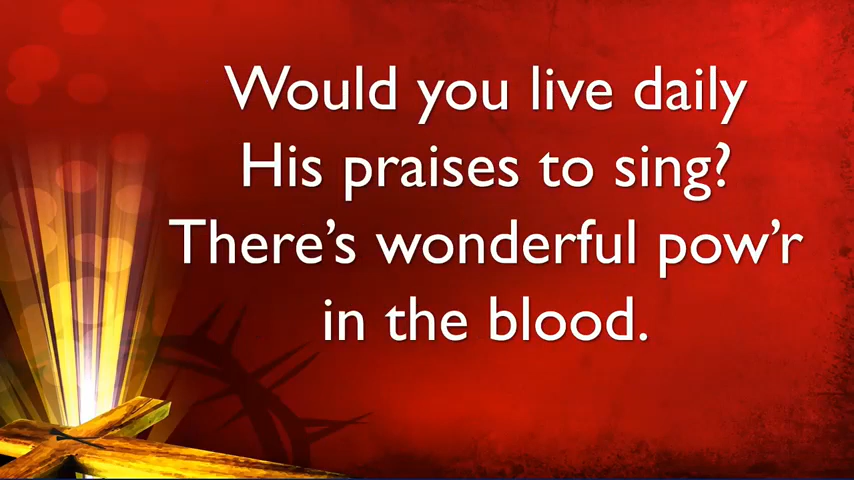 Would you live daily
His praises to sing?
There’s wonderful pow’r
in the blood.